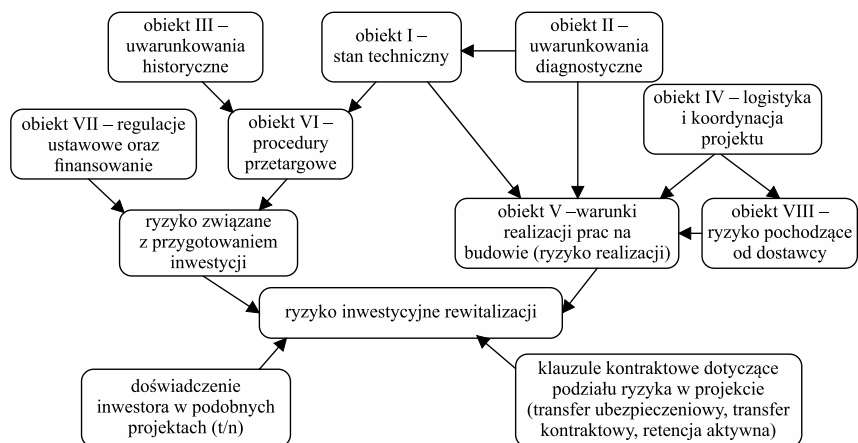 obiekt III –
uwarunkowania
historyczne
obiekt I –
stan techniczny
obiekt II –
uwarunkowania
diagnostyczne
obiekt IV – logistyka
i koordynacja
projektu
obiekt VII – regulacje
ustawowe oraz
finansowanie
obiekt VI –
procedury
przetargowe
ryzyko związane
z przygotowaniem
inwestycji
obiekt V –warunki
realizacji prac na
budowie (ryzyko realizacji)
obiekt VIII –
ryzyko pochodzące
od dostawcy
ryzyko inwestycyjne rewitalizacji
doświadczenie
inwestora w podobnych
projektach (t/n)
klauzule kontraktowe dotyczące
podziału ryzyka w projekcie
(transfer ubezpieczeniowy, transfer
kontraktowy, retencja aktywna)